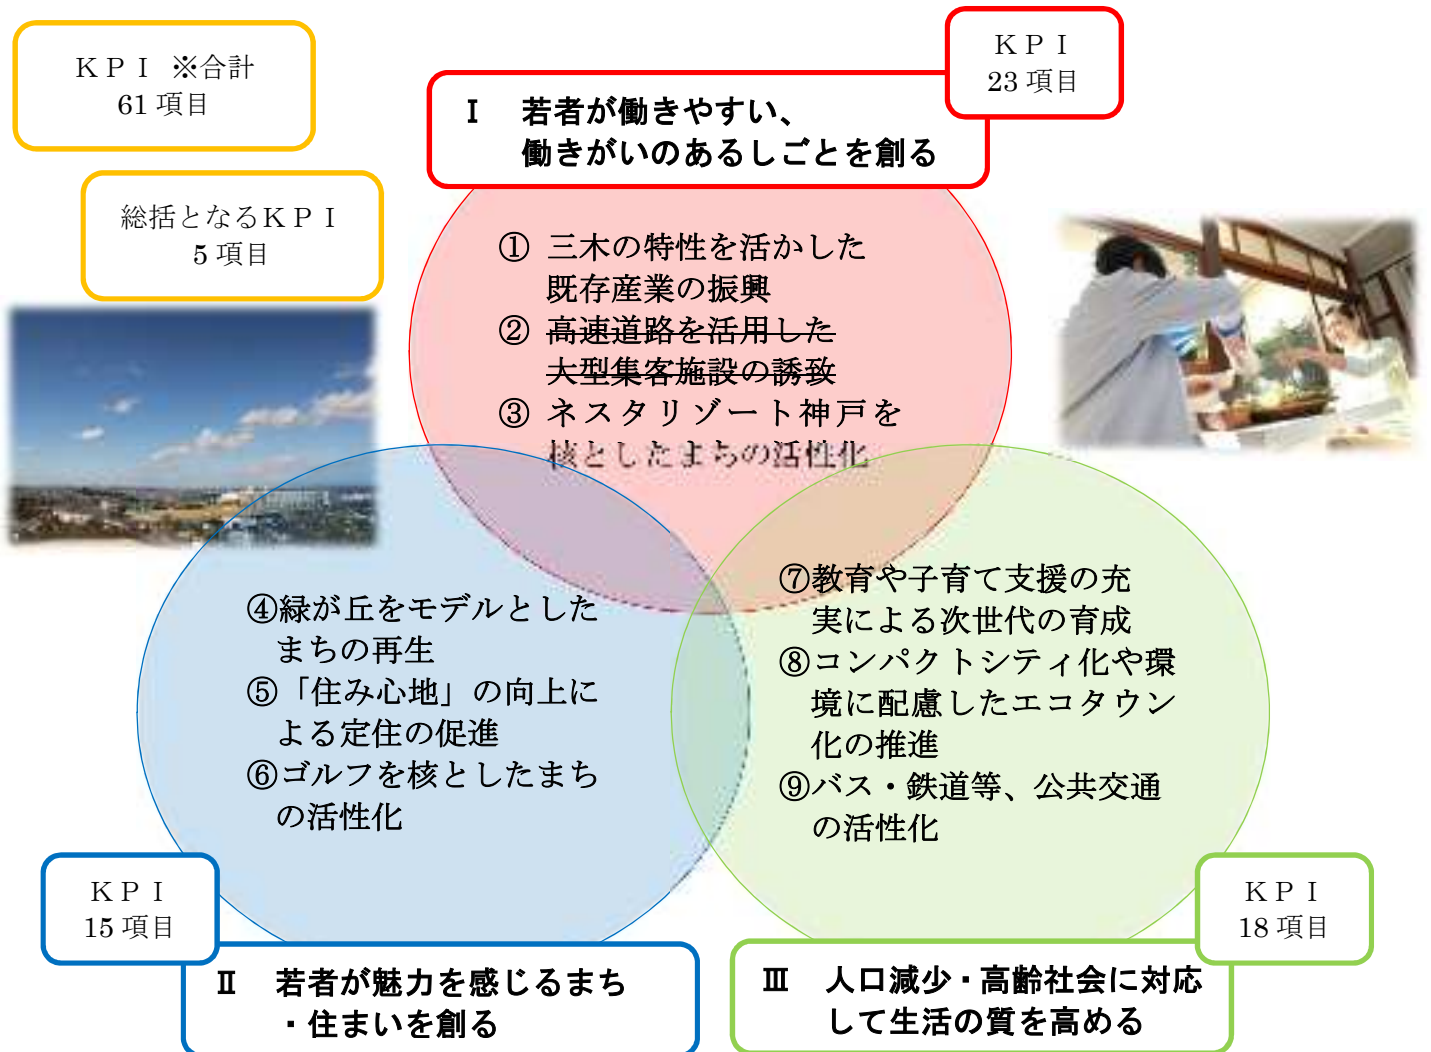 ＫＰＩ ※合計
61 項目
ＫＰＩ
23 項目
Ⅰ 若者が働きやすい、
働きがいのあるしごとを創る
総括となるＫＰＩ
5 項目
① 三木の特性を活かした
既存産業の振興
② 高速道路を活用した
大型集客施設の誘致
③ ネスタリゾート神戸を
核としたまちの活性化
④緑が丘をモデルとした
まちの再生
⑤「住み心地」の向上に
よる定住の促進
⑥ゴルフを核としたまち
の活性化
⑦教育や子育て支援の充
実による次世代の育成
⑧コンパクトシティ化や環
境に配慮したエコタウン
化の推進
⑨バス・鉄道等、公共交通
の活性化
ＫＰＩ
15 項目
Ⅱ 若者が魅力を感じるまち
・住まいを創る
ＫＰＩ
18 項目
Ⅲ 人口減少・高齢社会に対応
して生活の質を高める